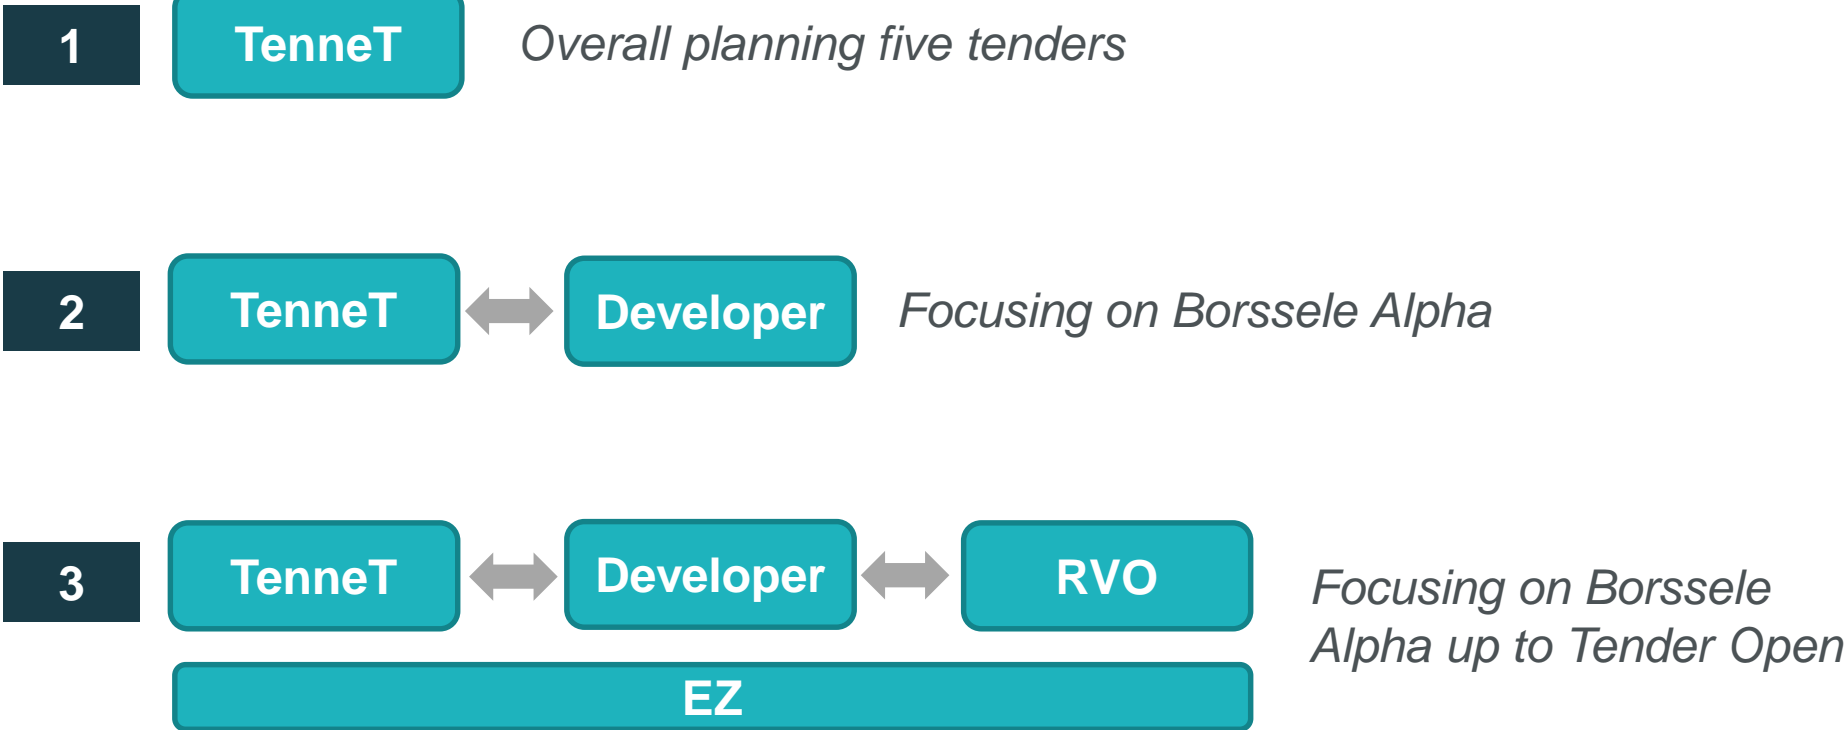 1
TenneT
Overall planning five tenders
2
TenneT
Developer
Focusing on Borssele Alpha
3
TenneT
Developer
RVO
Focusing on Borssele
Alpha up to Tender Open
EZ